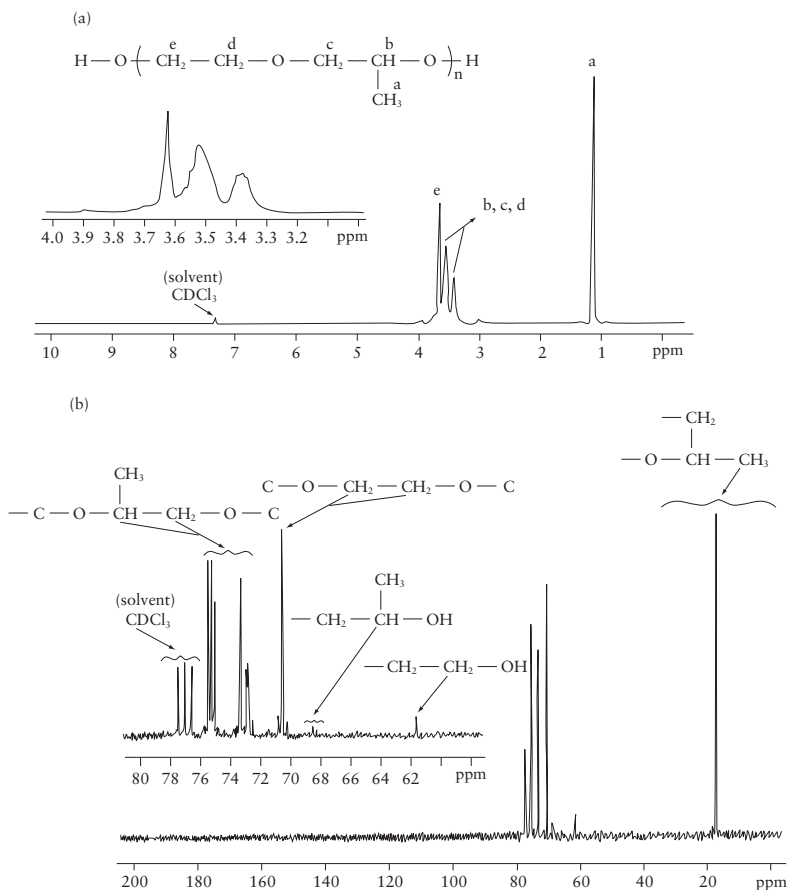 (a)
e d c b
H — O — ( CH₂ — CH₂ — O — CH₂ — CH — O — )n H
a
CH₃
a
e
b, c, d
4.0 3.9 3.8 3.7 3.6 3.5 3.4 3.3 3.2 ppm
(solvent)
CDCl₃
10 9 8 7 6 5 4 3 2 1 ppm
(b)
— CH₂
— O — CH — CH₃
CH₃
— C — O — CH — CH₂ — O — C
C — O — CH₂ — CH₂ — O — C
(solvent)
CDCl₃
CH₃
— CH₂ — CH — OH
— CH₂ — CH₂ — OH
80 78 76 74 72 70 68 66 64 62 ppm
200 180 160 140 120 100 80 60 40 20 ppm